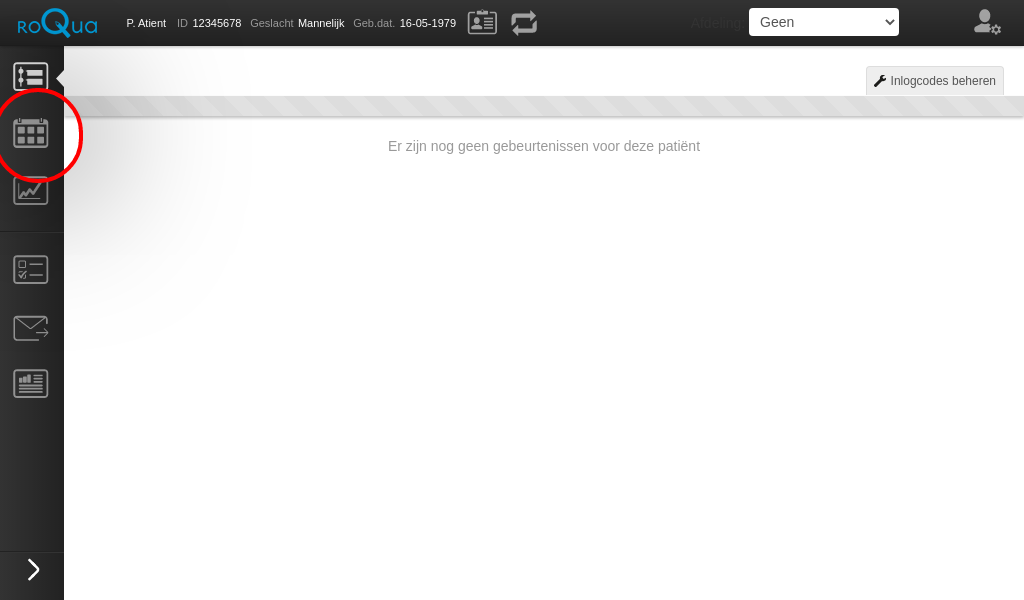 RoQua P. Atient ID 12345678 Geslacht Mannelijk Geb.dat. 16-05-1979 Afdeling Geen
Inlogcodes beheren
Er zijn nog geen gebeurtenissen voor deze patiënt